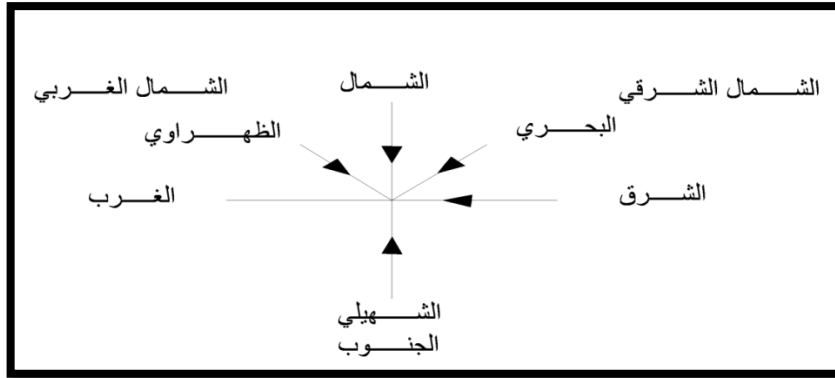 الشمال الشرقي
الشمال
الشمال الغربي
البحري
الظهراوي
الشرق
الغرب
الشهيلي
الجنوب